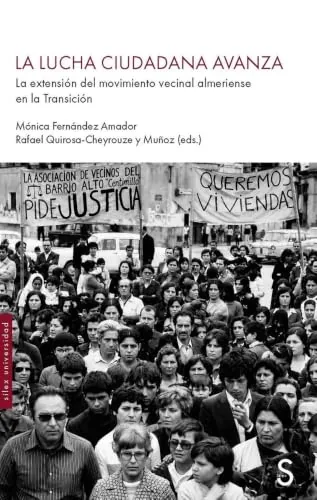 LA LUCHA CIUDADANA AVANZA
La extensión del movimiento vecinal almeriense
en la Transición
Mónica Fernández Amador
Rafael Quirosa-Cheyrouze y Muñoz (eds.)
LA ASOCIACION DE VECINOS DEL
BARRIO ALTO "Centimillo"
PIDE JUSTICIA
QUEREMOS
VIVIENDAS
sílex universidad
S